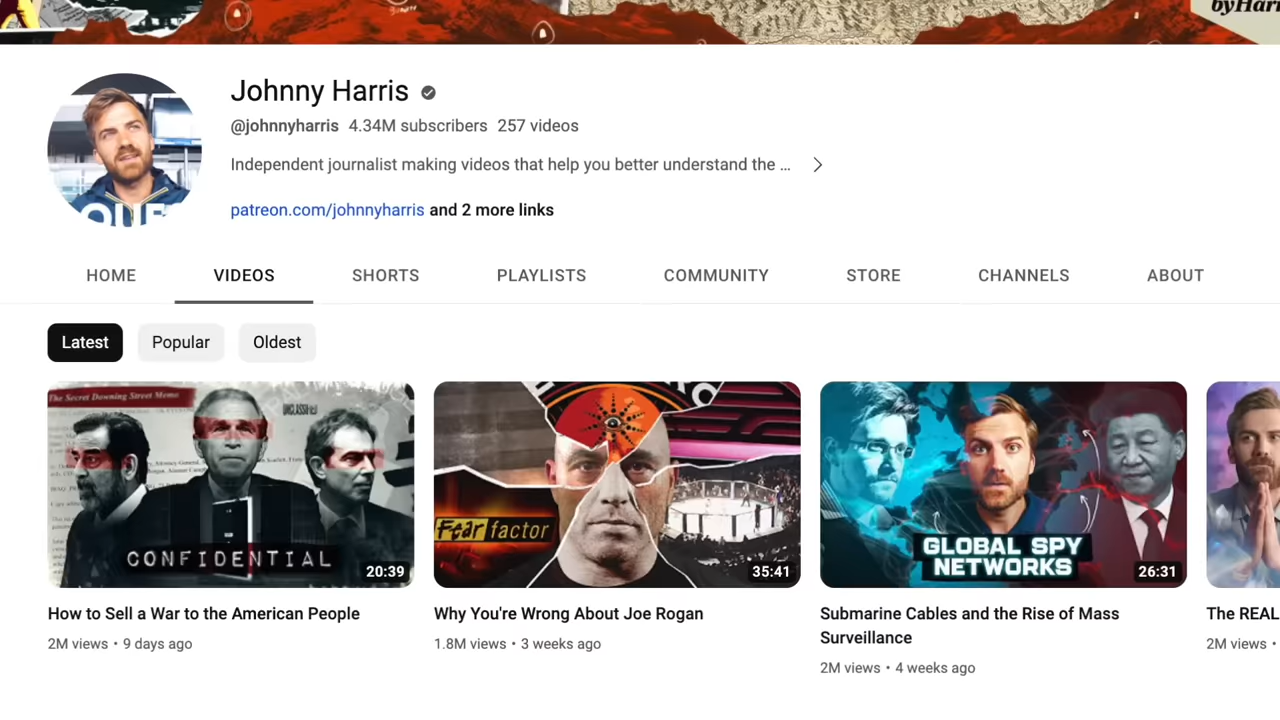 byHarr
Johnny Harris
@johnnyharris 4.34M subscribers 257 videos
Independent journalist making videos that help you better understand the ...
patreon.com/johnnyharris and 2 more links
HOME VIDEOS SHORTS PLAYLISTS COMMUNITY STORE CHANNELS ABOUT
Latest Popular Oldest
The Secret Downing Street Memo
UNCLASSIFIED
CONFIDENTIAL
20:39
Fear factor
35:41
GLOBAL SPY
NETWORKS
26:31
How to Sell a War to the American People
2M views • 9 days ago
Why You're Wrong About Joe Rogan
1.8M views • 3 weeks ago
Submarine Cables and the Rise of Mass
Surveillance
2M views • 4 weeks ago
The REAL
2M views •